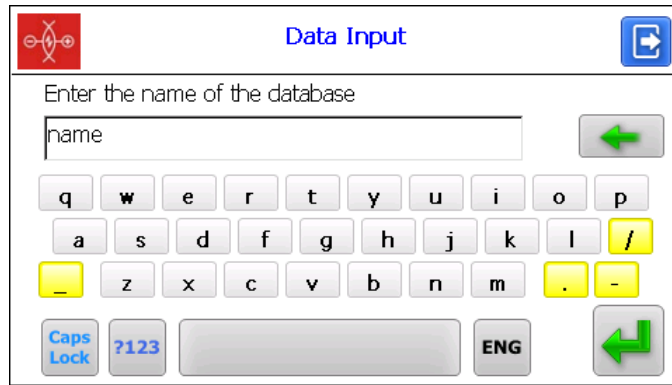 Data Input
Enter the name of the database
name
q w e r t y u i o p
a s d f g h j k l /
_ z x c v b n m . -
Caps Lock ?123 ENG